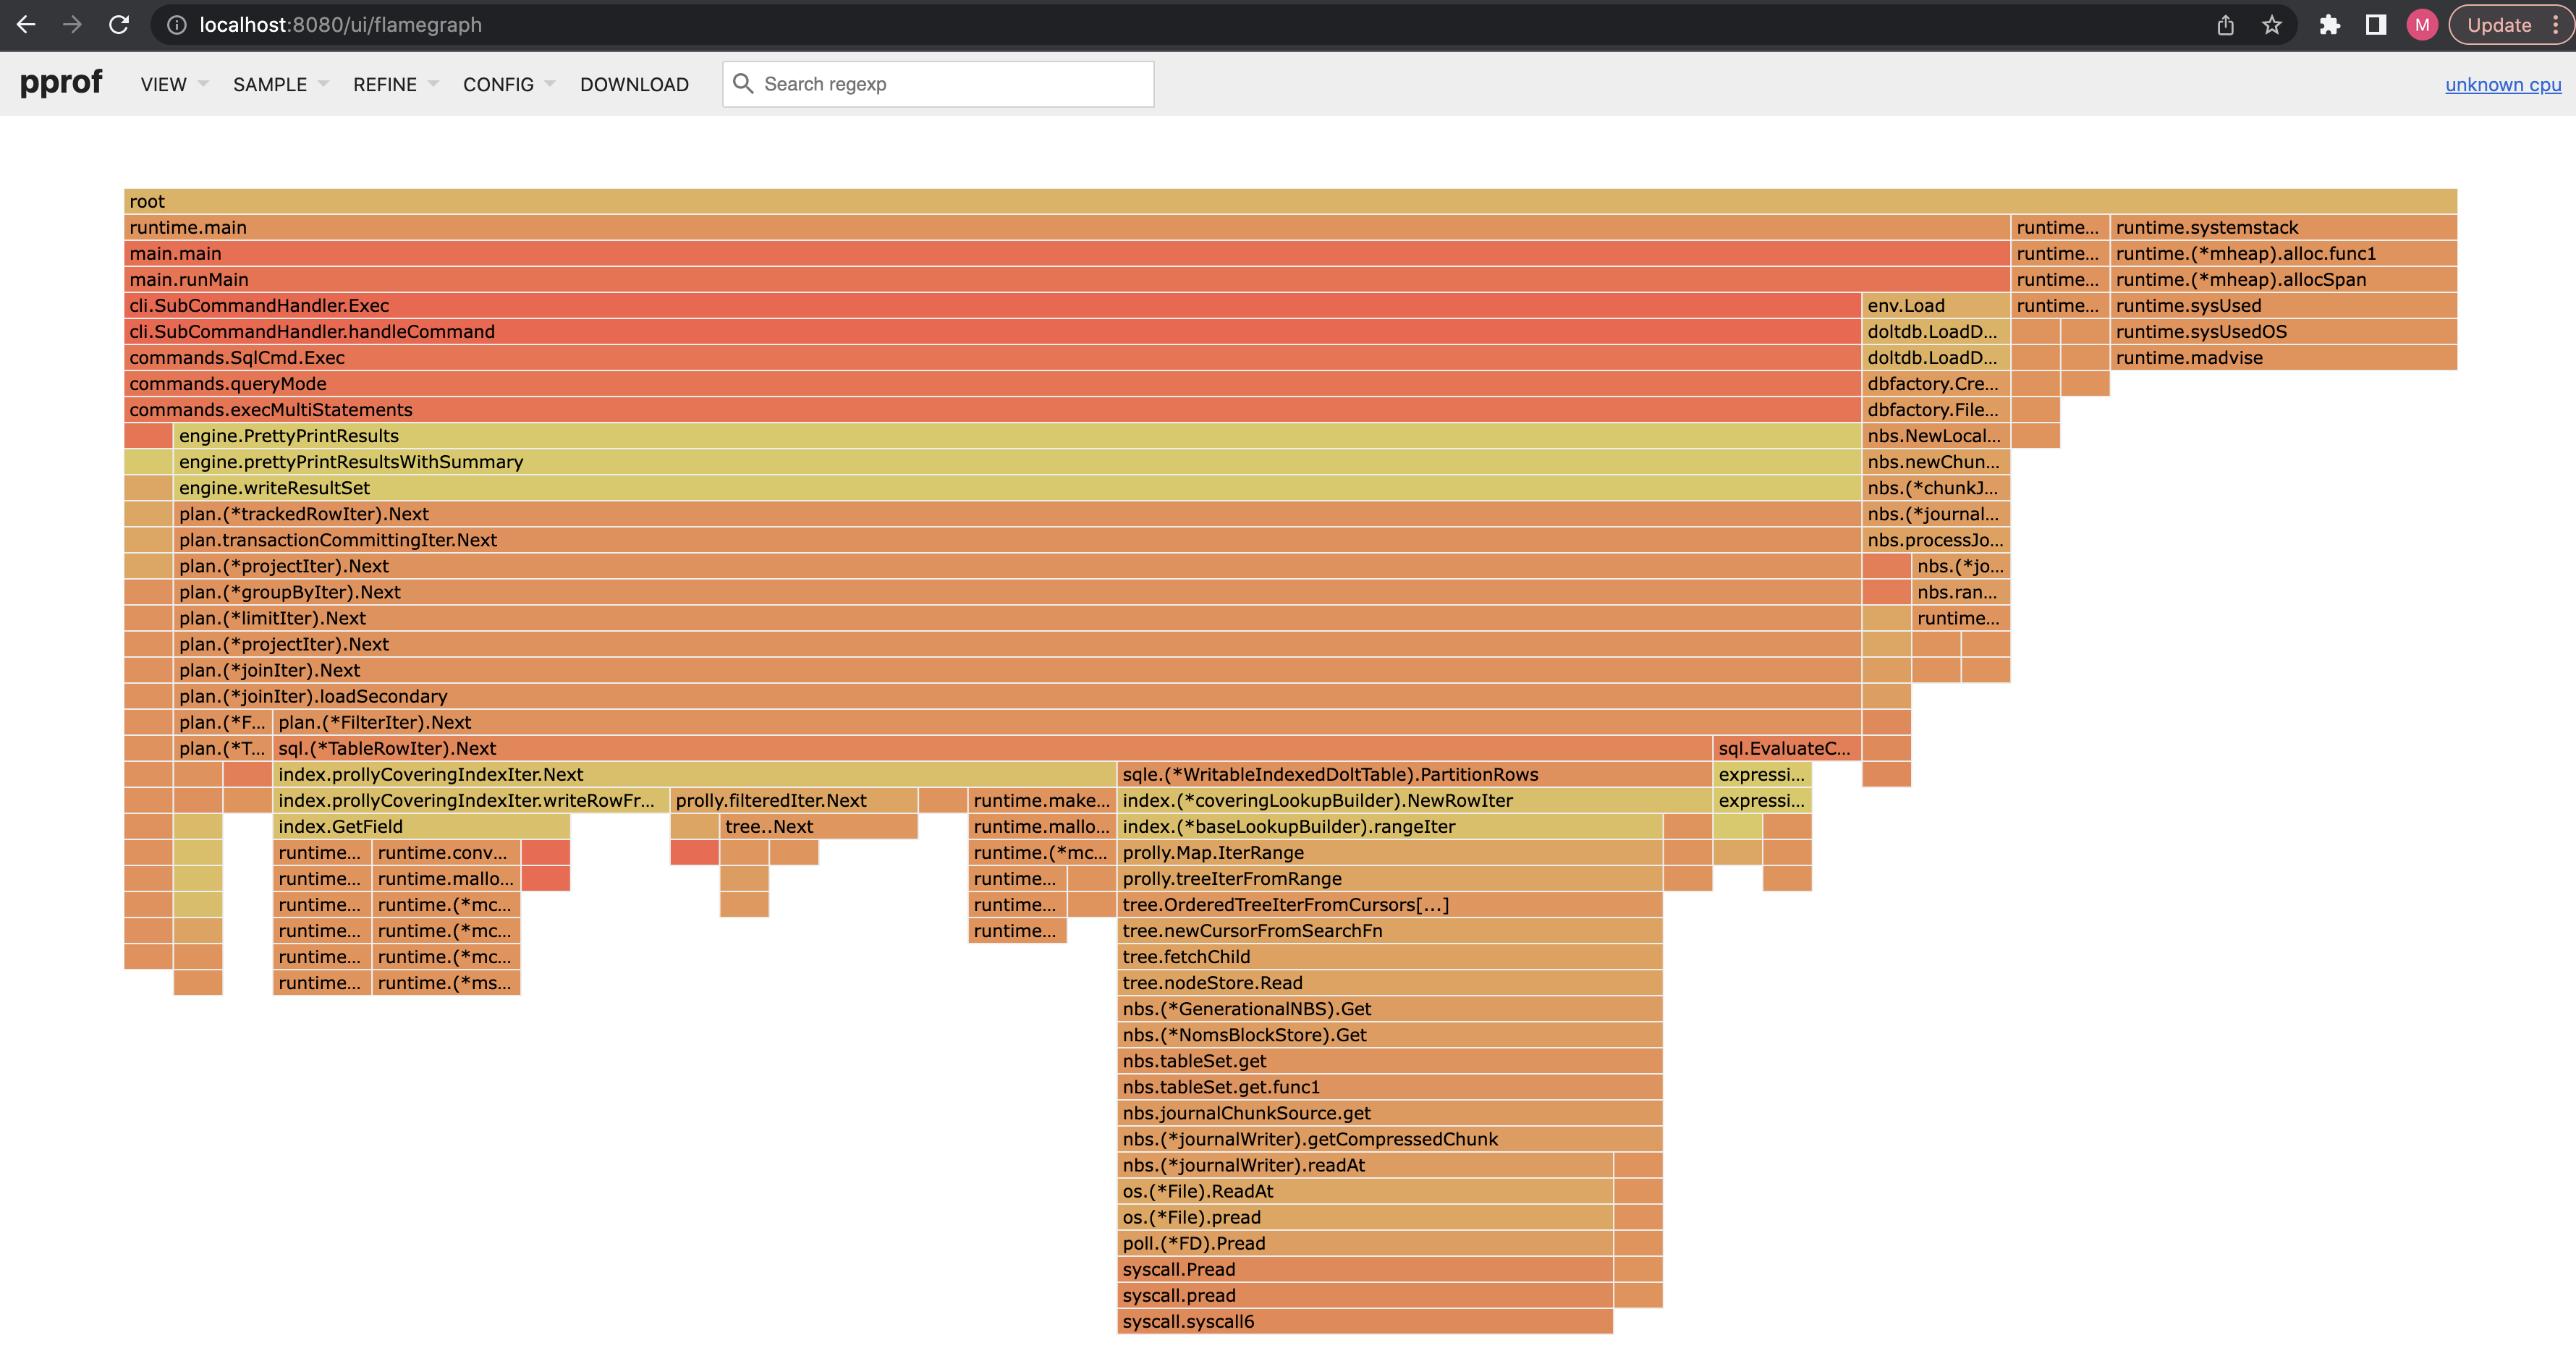 localhost:8080/ui/flamegraph M Update
pprof VIEW SAMPLE REFINE CONFIG DOWNLOAD Search regexp unknown cpu
root
runtime.main runtime... runtime.systemstack
main.main runtime... runtime.(*mheap).alloc.func1
main.runMain runtime... runtime.(*mheap).allocSpan
cli.SubCommandHandler.Exec env.Load runtime... runtime.sysUsed
cli.SubCommandHandler.handleCommand doltdb.LoadD... runtime.sysUsedOS
commands.SqlCmd.Exec doltdb.LoadD... runtime.madvise
commands.queryMode dbfactory.Cre...
commands.execMultiStatements dbfactory.File...
engine.PrettyPrintResults nbs.NewLocal...
engine.prettyPrintResultsWithSummary nbs.newChun...
engine.writeResultSet nbs.(*chunkJ...
plan.(*trackedRowIter).Next nbs.(*journal...
plan.transactionCommittingIter.Next nbs.processJo...
plan.(*projectIter).Next nbs.(*jo...
plan.(*groupByIter).Next nbs.ran...
plan.(*limitIter).Next runtime...
plan.(*projectIter).Next
plan.(*joinIter).Next
plan.(*joinIter).loadSecondary
plan.(*F... plan.(*FilterIter).Next
plan.(*T... sql.(*TableRowIter).Next sql.EvaluateC...
index.prollyCoveringIndexIter.Next sqle.(*WritableIndexedDoltTable).PartitionRows expressi...
index.prollyCoveringIndexIter.writeRowFr... prolly.filteredIter.Next runtime.make... index.(*coveringLookupBuilder).NewRowIter expressi...
index.GetField tree..Next runtime.mallo... index.(*baseLookupBuilder).rangeIter
runtime... runtime.conv... runtime.(*mc... prolly.Map.IterRange
runtime... runtime.mallo... runtime... prolly.treeIterFromRange
runtime... runtime.(*mc... runtime... tree.OrderedTreeIterFromCursors[...]
runtime... runtime.(*mc... runtime... tree.newCursorFromSearchFn
runtime... runtime.(*mc... tree.fetchChild
runtime... runtime.(*ms... tree.nodeStore.Read
nbs.(*GenerationalNBS).Get
nbs.(*NomsBlockStore).Get
nbs.tableSet.get
nbs.tableSet.get.func1
nbs.journalChunkSource.get
nbs.(*journalWriter).getCompressedChunk
nbs.(*journalWriter).readAt
os.(*File).ReadAt
os.(*File).pread
poll.(*FD).Pread
syscall.Pread
syscall.pread
syscall.syscall6